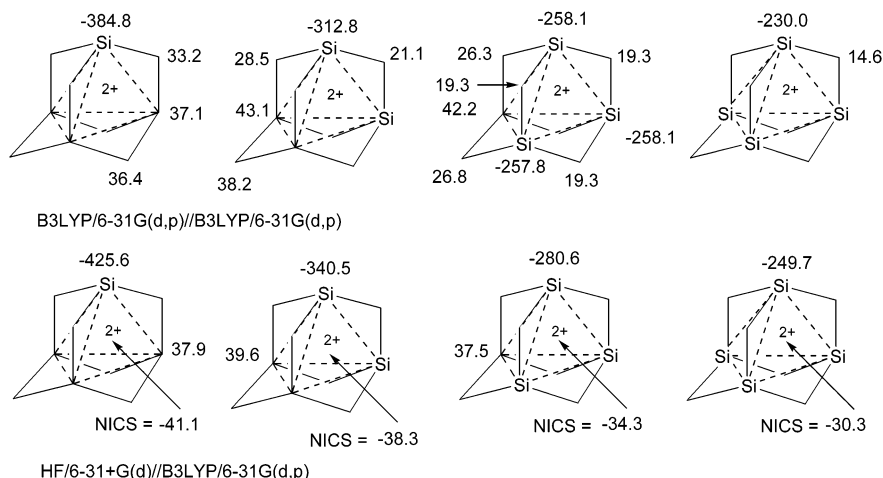 -384.8
Si
33.2
2+
37.1
36.4
-312.8
28.5
Si
21.1
43.1
2+
Si
38.2
-258.1
26.3
Si
19.3
19.3
2+
42.2
Si
-258.1
Si
-257.8
26.8
19.3
-230.0
Si
14.6
2+
Si
Si
Si
B3LYP/6-31G(d,p)//B3LYP/6-31G(d,p)
-425.6
Si
2+
37.9
NICS = -41.1
-340.5
Si
2+
39.6
Si
NICS = -38.3
-280.6
Si
2+
37.5
Si
Si
NICS = -34.3
-249.7
Si
2+
Si
Si
Si
NICS = -30.3
HF/6-31+G(d)//B3LYP/6-31G(d,p)